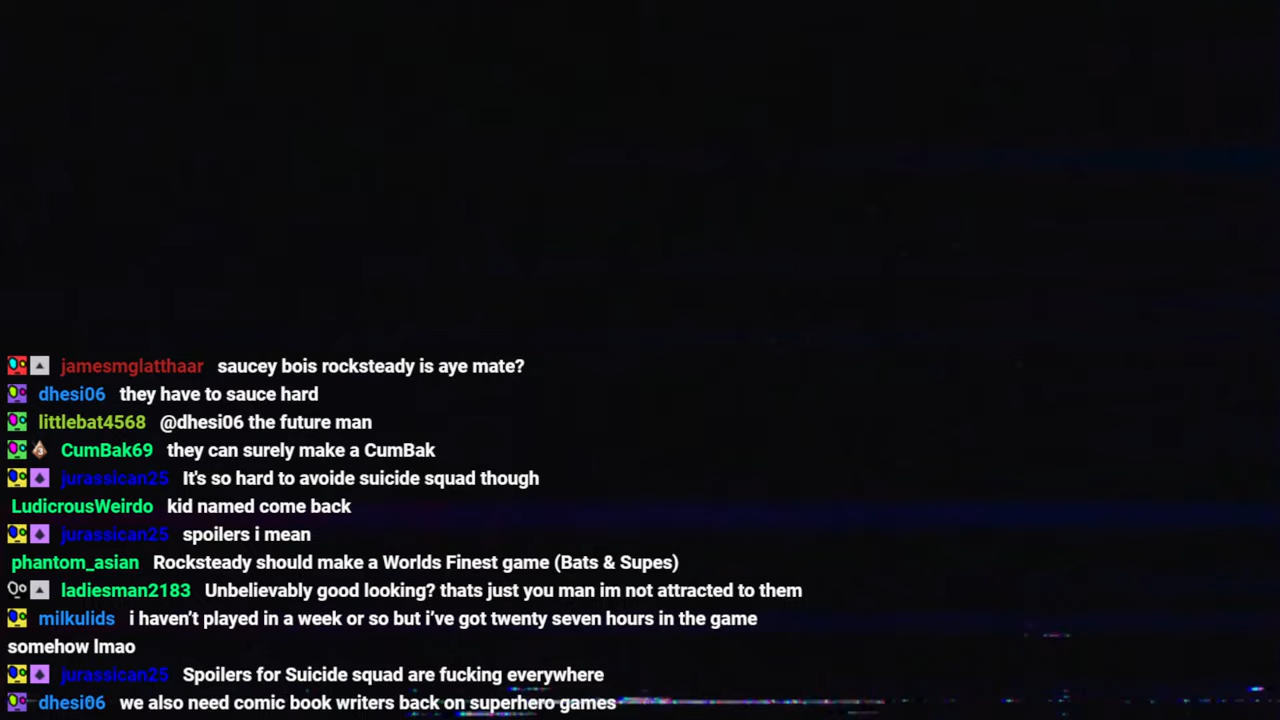 jamesmglatthaar saucey bois rocksteady is aye mate?
dhesi06 they have to sauce hard
littlebat4568 @dhesi06 the future man
CumBak69 they can surely make a CumBak
jurassican25 It's so hard to avoide suicide squad though
LudicrousWeirdo kid named come back
jurassican25 spoilers i mean
phantom_asian Rocksteady should make a Worlds Finest game (Bats & Supes)
ladiesman2183 Unbelievably good looking? thats just you man im not attracted to them
milkulids i haven't played in a week or so but i've got twenty seven hours in the game
somehow lmao
jurassican25 Spoilers for Suicide squad are fucking everywhere
dhesi06 we also need comic book writers back on superhero games